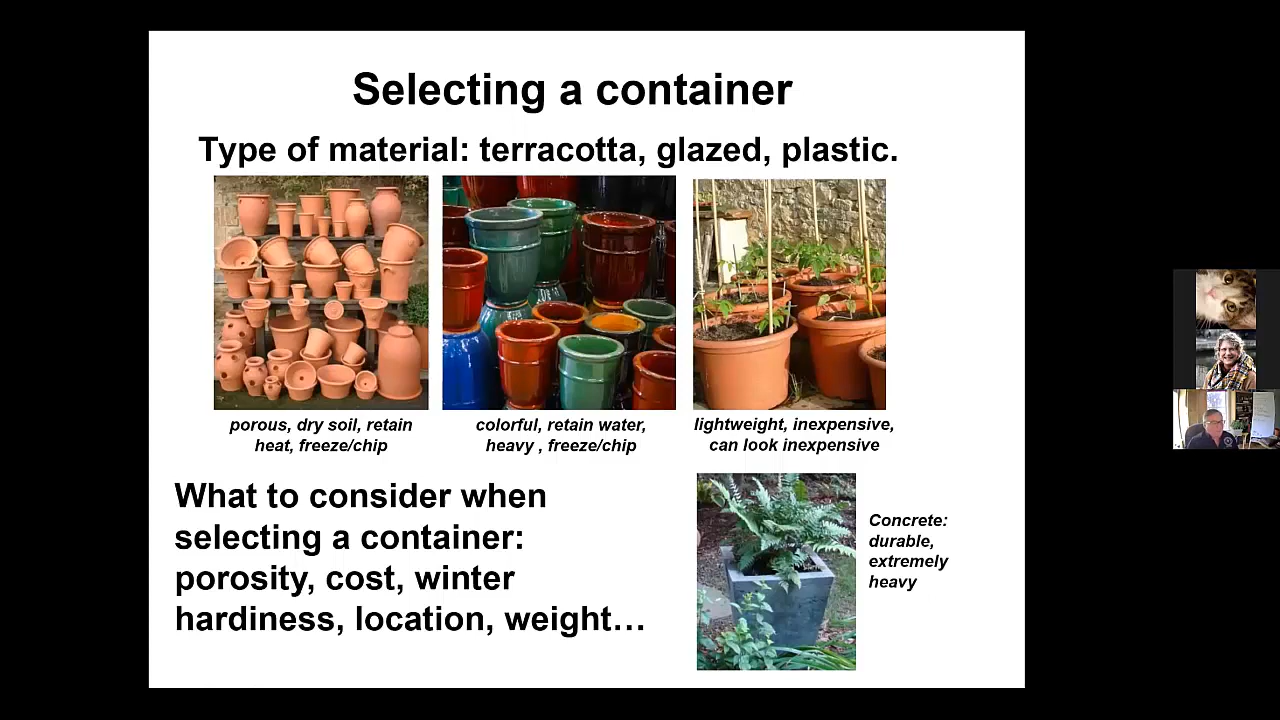 Selecting a container
Type of material: terracotta, glazed, plastic.
porous, dry soil, retain
heat, freeze/chip
colorful, retain water,
heavy , freeze/chip
lightweight, inexpensive,
can look inexpensive
What to consider when
selecting a container:
porosity, cost, winter
hardiness, location, weight…
Concrete:
durable,
extremely
heavy